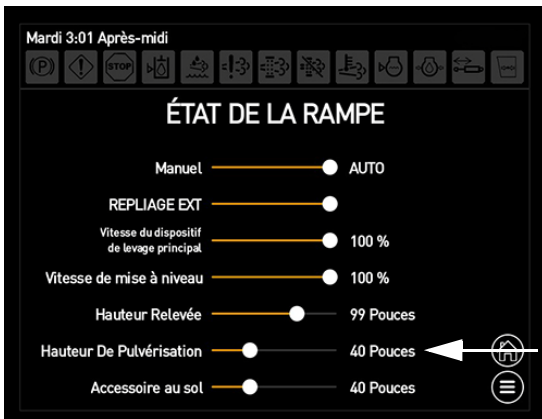 Mardi 3:01 Après-midi
(P) STOP
ÉTAT DE LA RAMPE
Manuel AUTO
REPLIAGE EXT
Vitesse du dispositif
de levage principal 100 %
Vitesse de mise à niveau 100 %
Hauteur Relevée 99 Pouces
Hauteur De Pulvérisation 40 Pouces
Accessoire au sol 40 Pouces